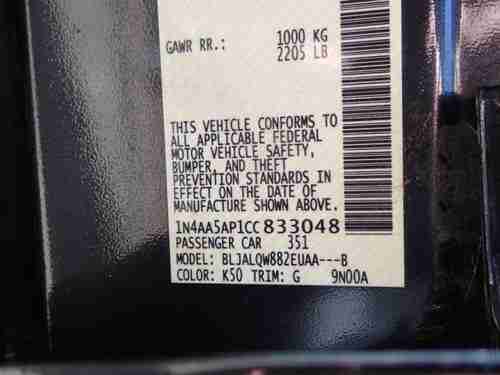 GAWR RR.: 1000 KG
2205 LB
THIS VEHICLE CONFORMS TO
ALL APPLICABLE FEDERAL
MOTOR VEHICLE SAFETY,
BUMPER, AND THEFT
PREVENTION STANDARDS IN
EFFECT ON THE DATE OF
MANUFACTURE SHOWN ABOVE.
1N4AA5AP1CC833048
PASSENGER CAR 351
MODEL: BLJALQW882EUAA---B
COLOR: K50 TRIM: G 9N00A